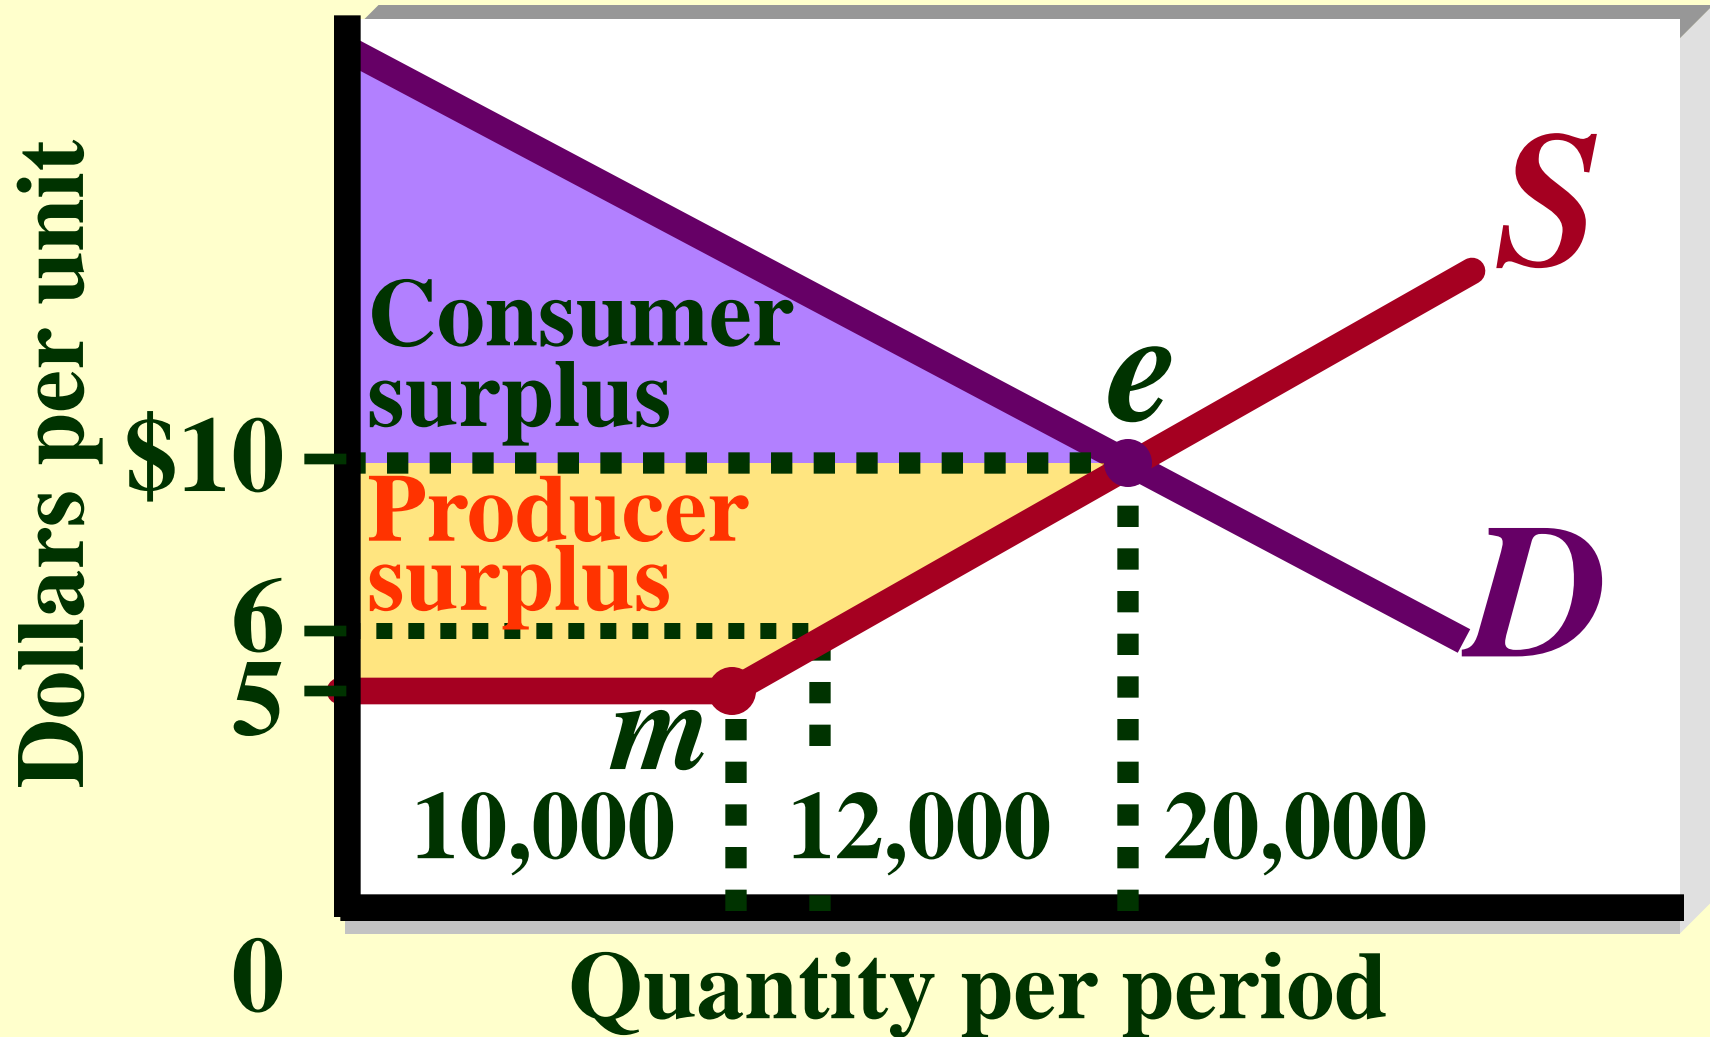 Dollars per unit
S
Consumer
surplus
e
$10
Producer
surplus
D
6
5
m
10,000 12,000 20,000
0
Quantity per period